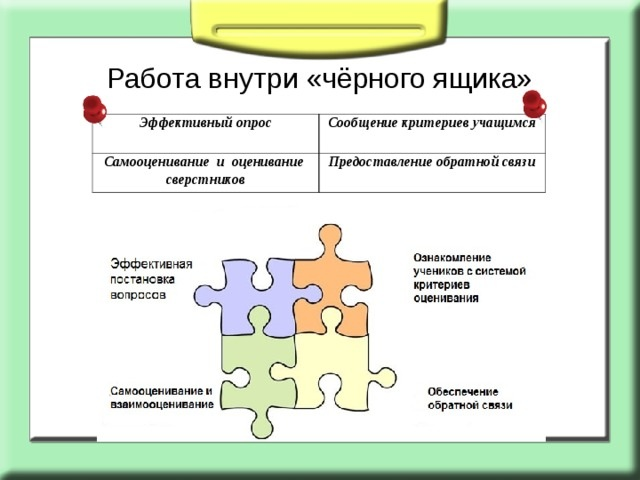 Работа внутри «чёрного ящика»
Эффективный опрос
Сообщение критериев учащимся
Самооценивание и оценивание
сверстников
Предоставление обратной связи
Эффективная
постановка
вопросов
Ознакомление
учеников с системой
критериев
оценивания
Самооценивание и
взаимооценивание
Обеспечение
обратной связи